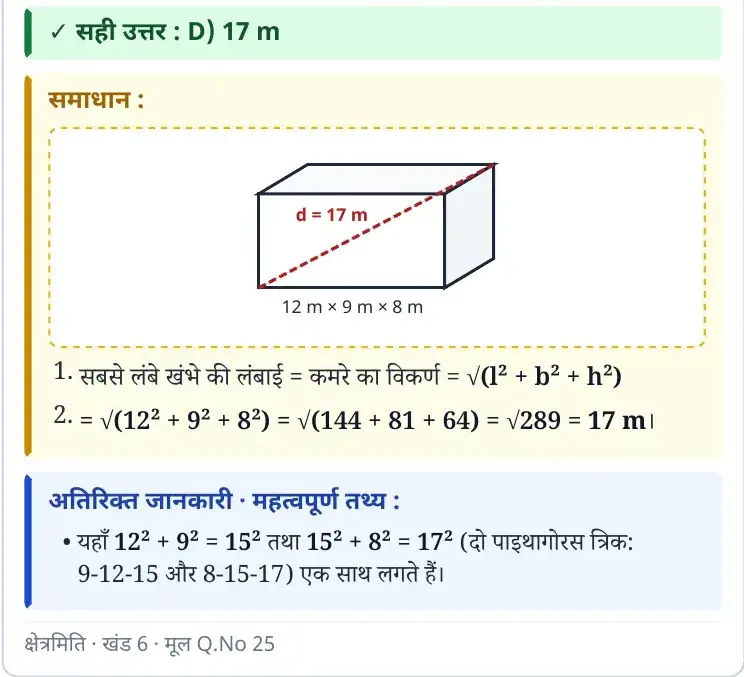 ✓ सही उत्तर : D) 17 m
समाधान :
d = 17 m
12 m × 9 m × 8 m
1. सबसे लंबे खंभे की लंबाई = कमरे का विकर्ण = √(l² + b² + h²)
2. = √(12² + 9² + 8²) = √(144 + 81 + 64) = √289 = 17 m।
अतिरिक्त जानकारी · महत्वपूर्ण तथ्य :
• यहाँ 12² + 9² = 15² तथा 15² + 8² = 17² (दो पाइथागोरस त्रिक:
9-12-15 और 8-15-17) एक साथ लगते हैं।
क्षेत्रमिति · खंड 6 · मूल Q.No 25